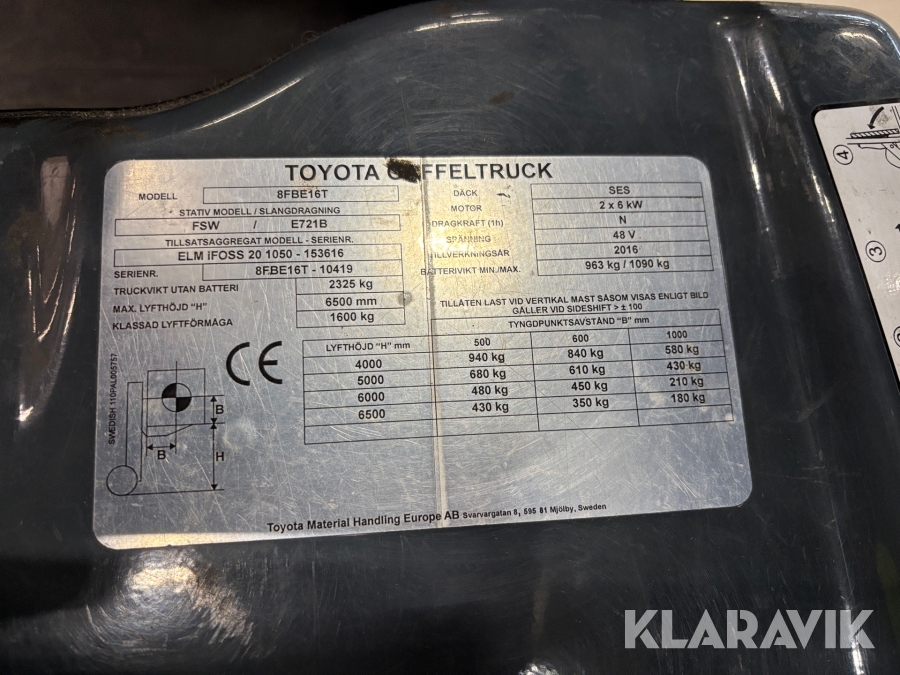 TOYOTA GAFFELTRUCK
MODELL 8FBE16T
STATIV MODELL / SLANGDRAGNING
FSW / E721B
TILLSATSAGGREGAT MODELL - SERIENR.
ELM iFOSS 20 1050 - 153616
SERIENR. 8FBE16T - 10419
TRUCKVIKT UTAN BATTERI 2325 kg
MAX. LYFTHÖJD "H" 6500 mm
KLASSAD LYFTFÖRMÅGA 1600 kg
DÄCK SES
MOTOR 2 x 6 kW
DRAGKRAFT (1h) N
SPÄNNING 48 V
TILLVERKNINGSÅR 2016
BATTERIVIKT MIN./MAX. 963 kg / 1090 kg
TILLÅTEN LAST VID VERTIKAL MAST SÅSOM VISAS ENLIGT BILD
GÄLLER VID SIDESHIFT > ± 100
TYNGDPUNKTSAVSTÅND "B" mm
LYFTHÖJD "H" mm 500 600 1000
4000 940 kg 840 kg 580 kg
5000 680 kg 610 kg 430 kg
6000 480 kg 450 kg 210 kg
6500 430 kg 350 kg 180 kg
CE
SWEDISH 110PAL005757
B
B
H
Toyota Material Handling Europe AB Svarvargatan 8, 595 81 Mjölby, Sweden
4
3
KLARAVIK